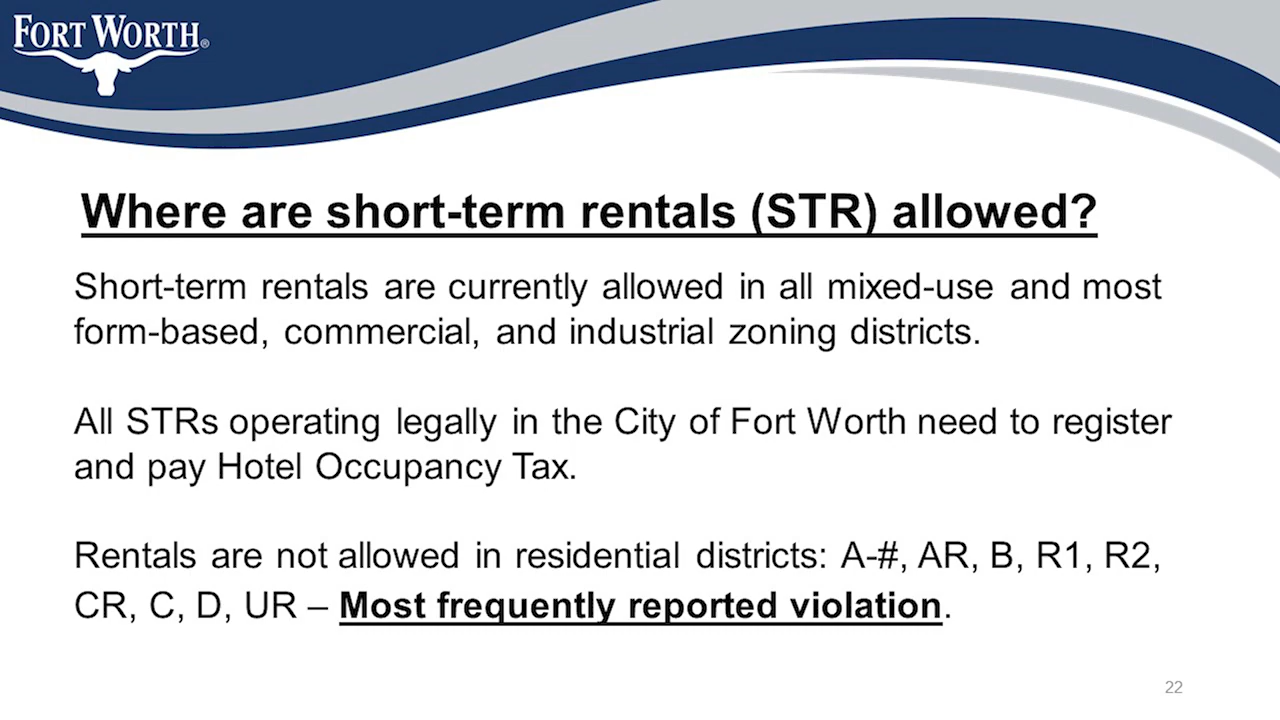 FORT WORTH®
Where are short-term rentals (STR) allowed?
Short-term rentals are currently allowed in all mixed-use and most
form-based, commercial, and industrial zoning districts.
All STRs operating legally in the City of Fort Worth need to register
and pay Hotel Occupancy Tax.
Rentals are not allowed in residential districts: A-#, AR, B, R1, R2,
CR, C, D, UR – Most frequently reported violation.
22